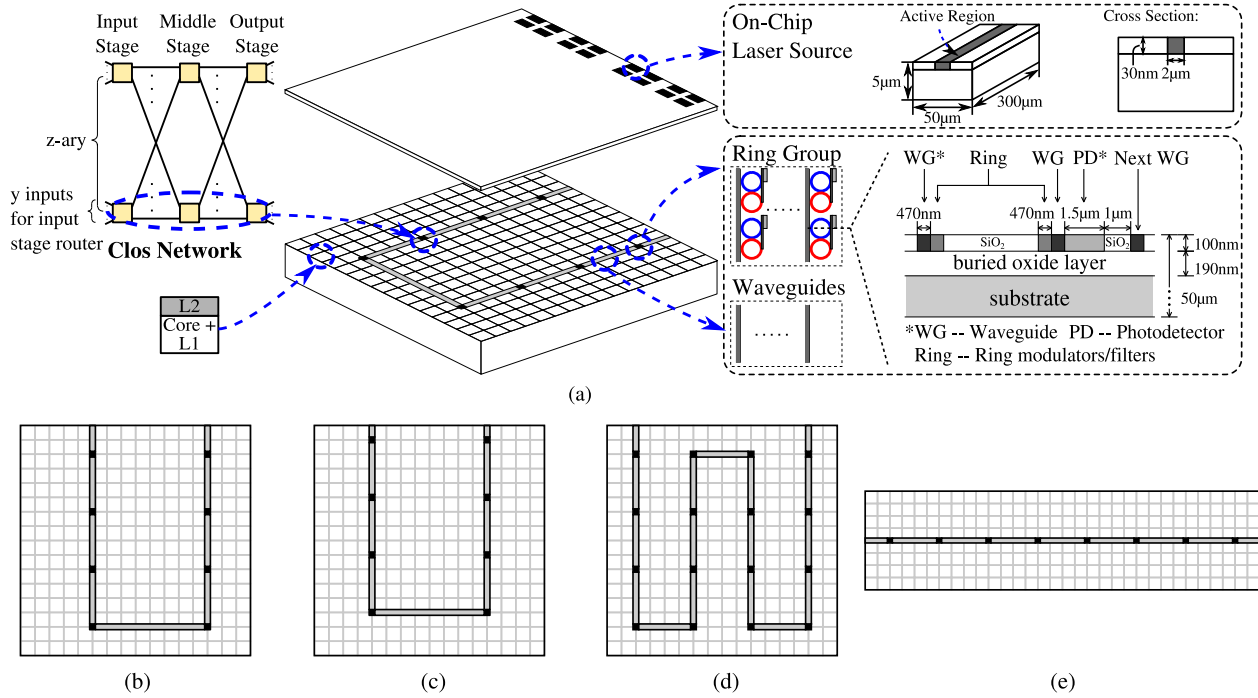 Input Stage
Middle Stage
Output Stage
z-ary
y inputs
for input
stage router
Clos Network
L2
Core +
L1
On-Chip
Laser Source
Active Region
5μm
50μm
300μm
Cross Section:
30nm
2μm
Ring Group
Waveguides
WG*
Ring
WG
PD*
Next WG
470nm
470nm
1.5μm
1μm
SiO2
SiO2
100nm
buried oxide layer
190nm
substrate
50μm
*WG -- Waveguide PD -- Photodetector
Ring -- Ring modulators/filters
(a)
(b)
(c)
(d)
(e)